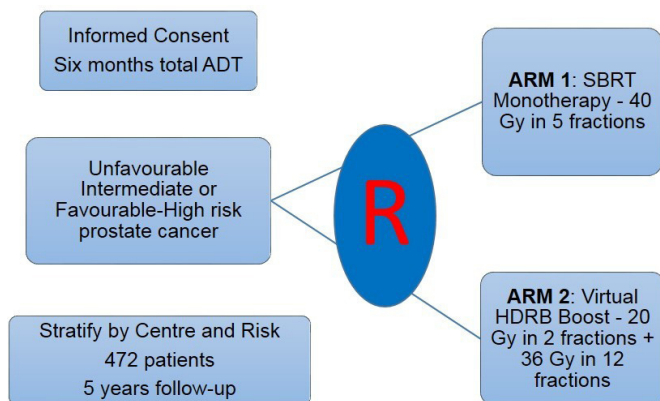 Informed Consent
Six months total ADT
Unfavourable
Intermediate or
Favourable-High risk
prostate cancer
Stratify by Centre and Risk
472 patients
5 years follow-up
R
ARM 1: SBRT
Monotherapy - 40
Gy in 5 fractions
ARM 2: Virtual
HDRB Boost - 20
Gy in 2 fractions +
36 Gy in 12
fractions